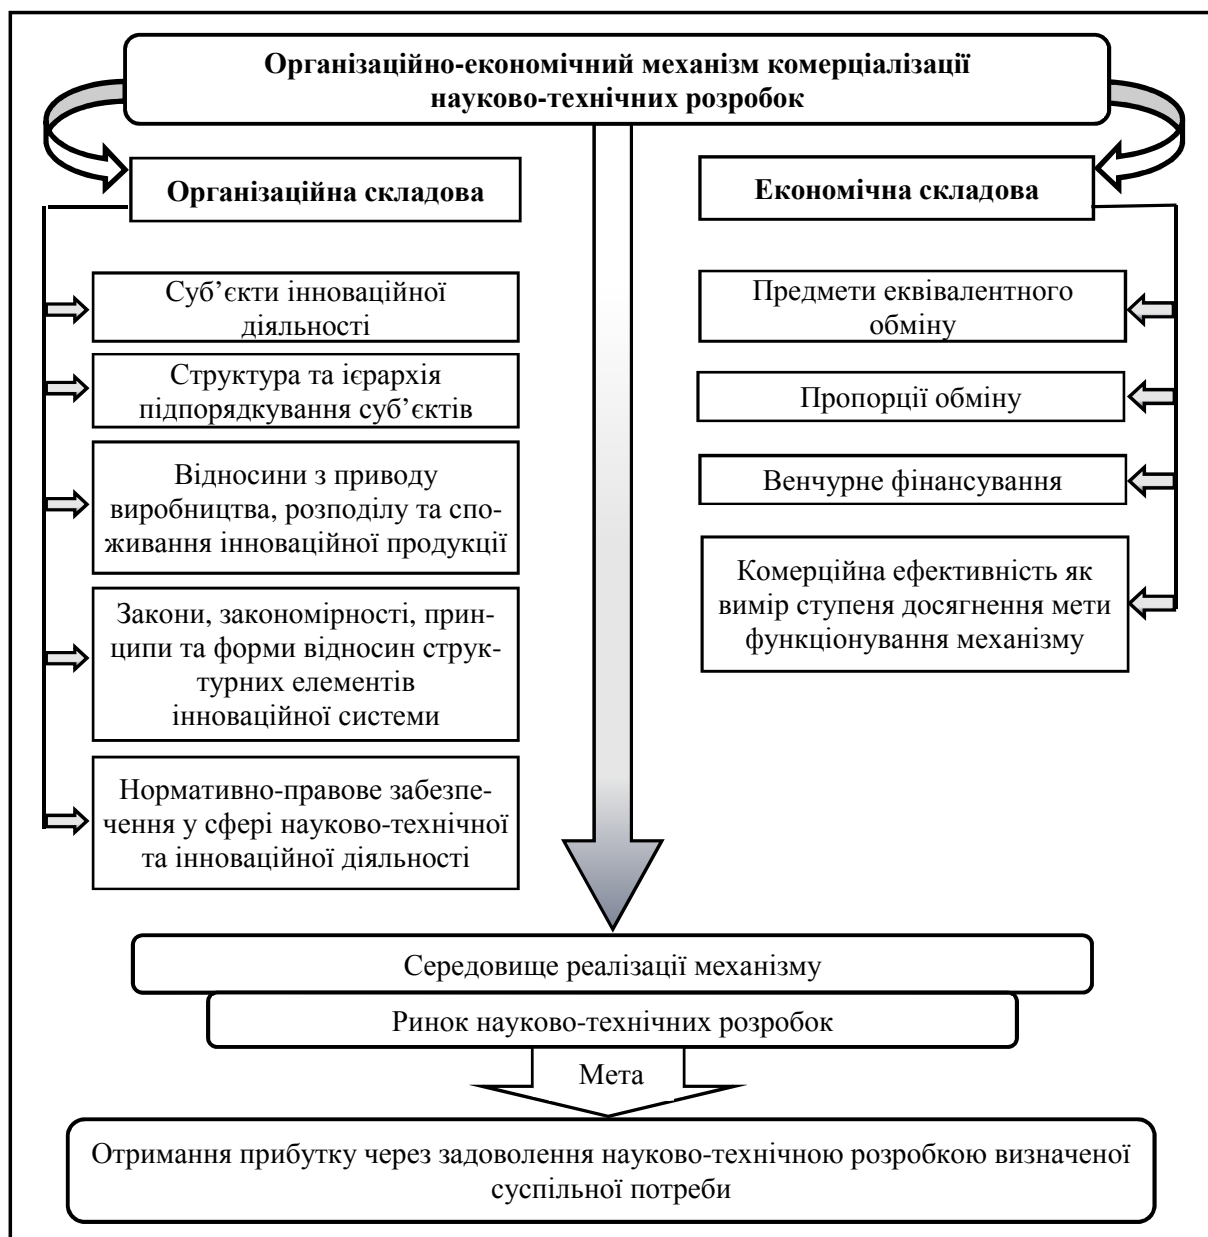 Організаційно-економічний механізм комерціалізації
науково-технічних розробок
Організаційна складова
Суб’єкти інноваційної
діяльності
Структура та ієрархія
підпорядкування суб’єктів
Відносини з приводу
виробництва, розподілу та спо-
живання інноваційної продукції
Закони, закономірності, прин-
ципи та форми відносин струк-
турних елементів
інноваційної системи
Нормативно-правове забезпе-
чення у сфері науково-технічної
та інноваційної діяльності
Економічна складова
Предмети еквівалентного
обміну
Пропорції обміну
Венчурне фінансування
Комерційна ефективність як
вимір ступеня досягнення мети
функціонування механізму
Середовище реалізації механізму
Ринок науково-технічних розробок
Мета
Отримання прибутку через задоволення науково-технічною розробкою визначеної
суспільної потреби